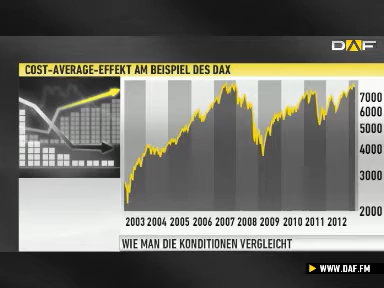 DAF
COST-AVERAGE-EFFEKT AM BEISPIEL DES DAX
7000
6000
5000
4000
3000
2000
2003 2004 2005 2006 2007 2008 2009 2010 2011 2012
WIE MAN DIE KONDITIONEN VERGLEICHT
WWW.DAF.FM